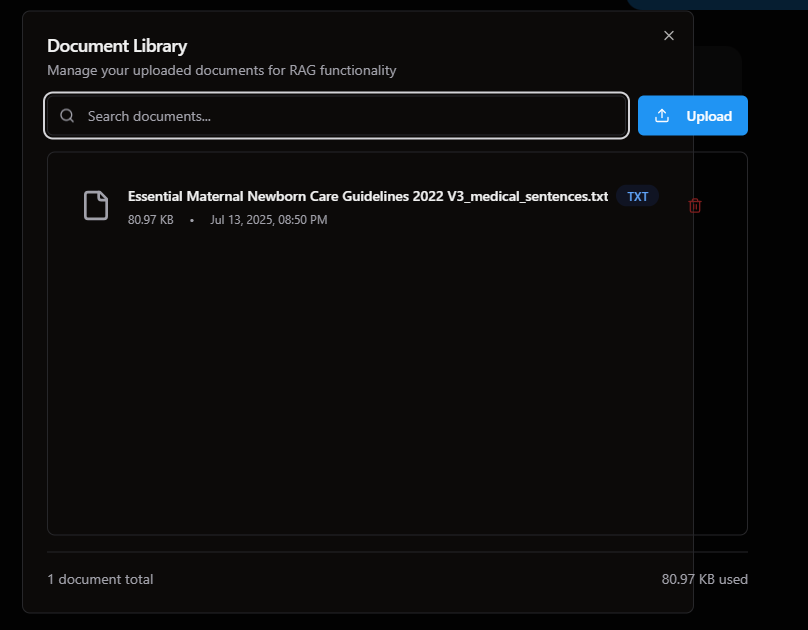 Document Library
Manage your uploaded documents for RAG functionality
Search documents...
Upload
Essential Maternal Newborn Care Guidelines 2022 V3_medical_sentences.txt TXT
80.97 KB • Jul 13, 2025, 08:50 PM
1 document total
80.97 KB used